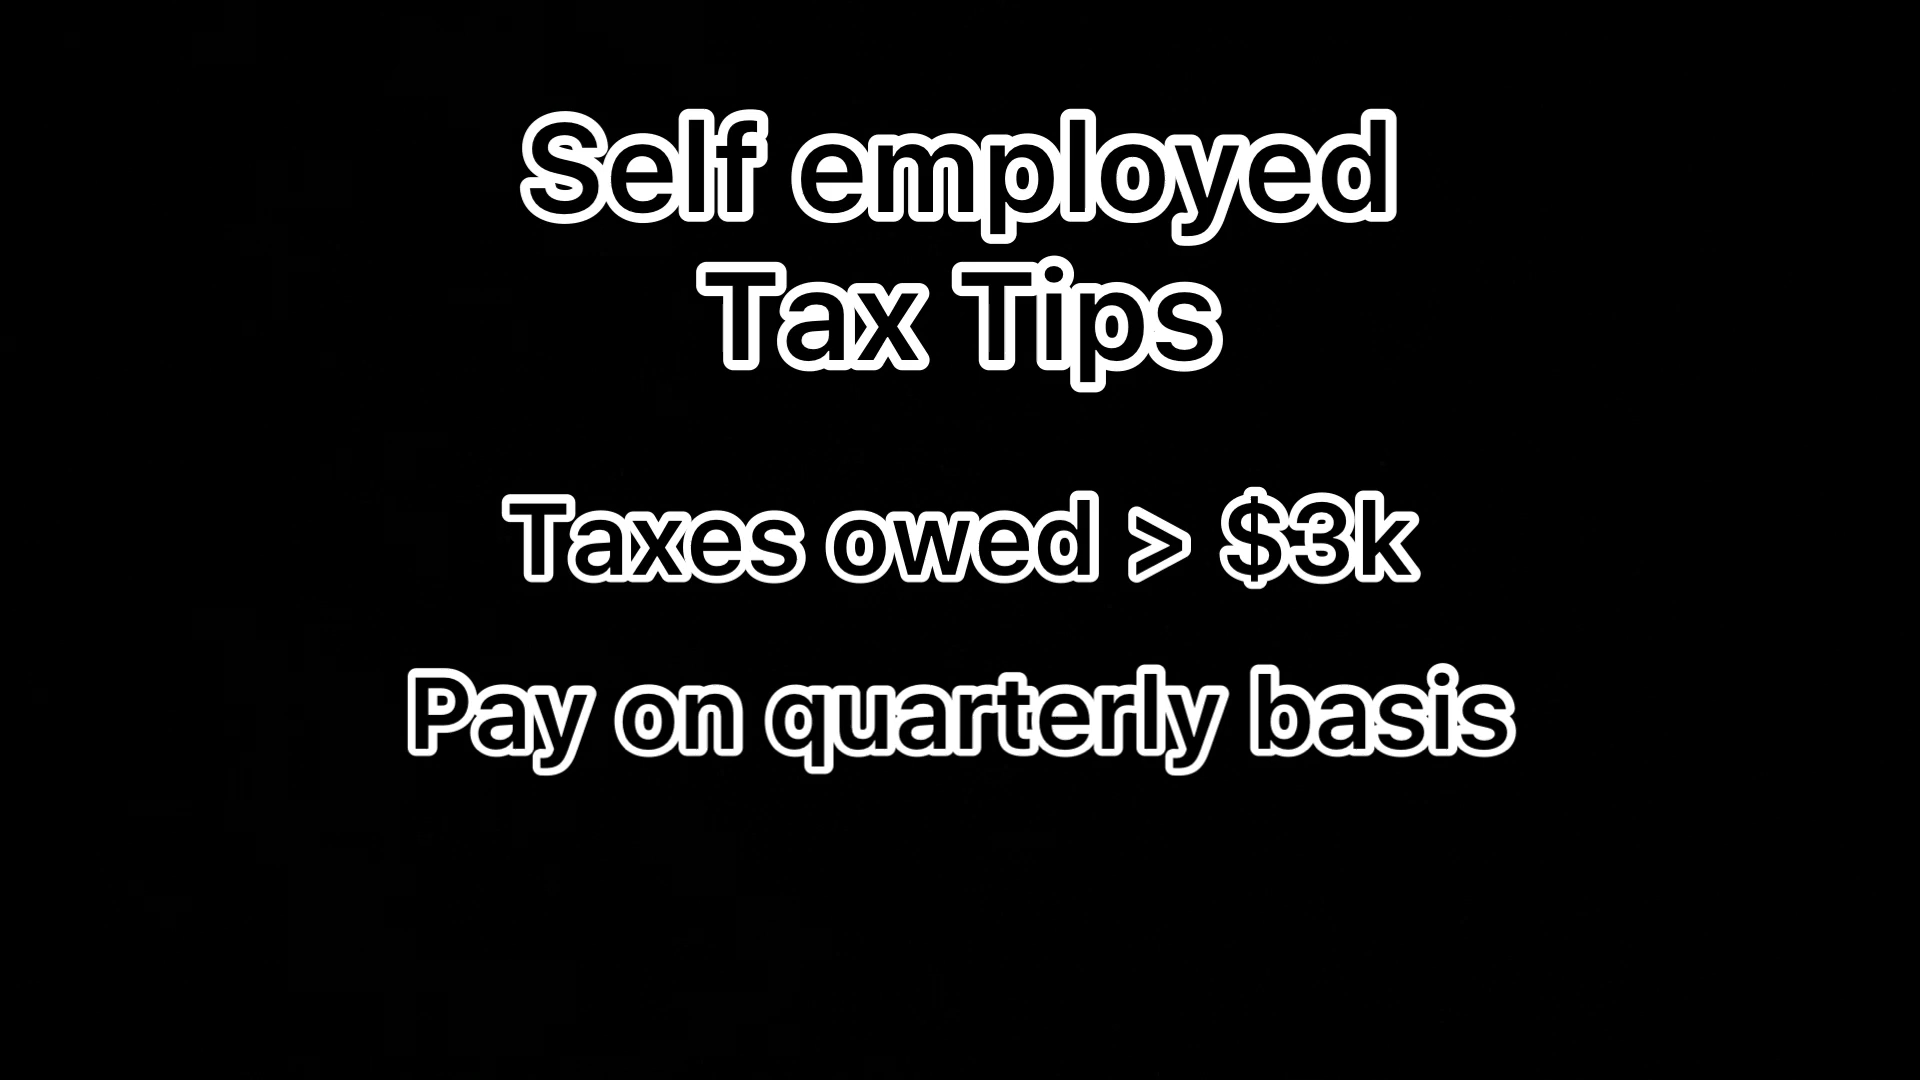 Self employed
Tax Tips
Taxes owed > $3k
Pay on quarterly basis